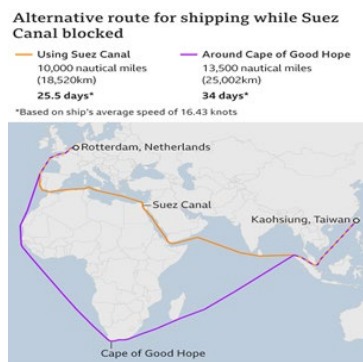 Alternative route for shipping while Suez
Canal blocked
Using Suez Canal
10,000 nautical miles
(18,520km)
25.5 days*
Around Cape of Good Hope
13,500 nautical miles
(25,002km)
34 days*
*Based on ship's average speed of 16.43 knots
Rotterdam, Netherlands
Suez Canal
Kaohsiung, Taiwan
Cape of Good Hope